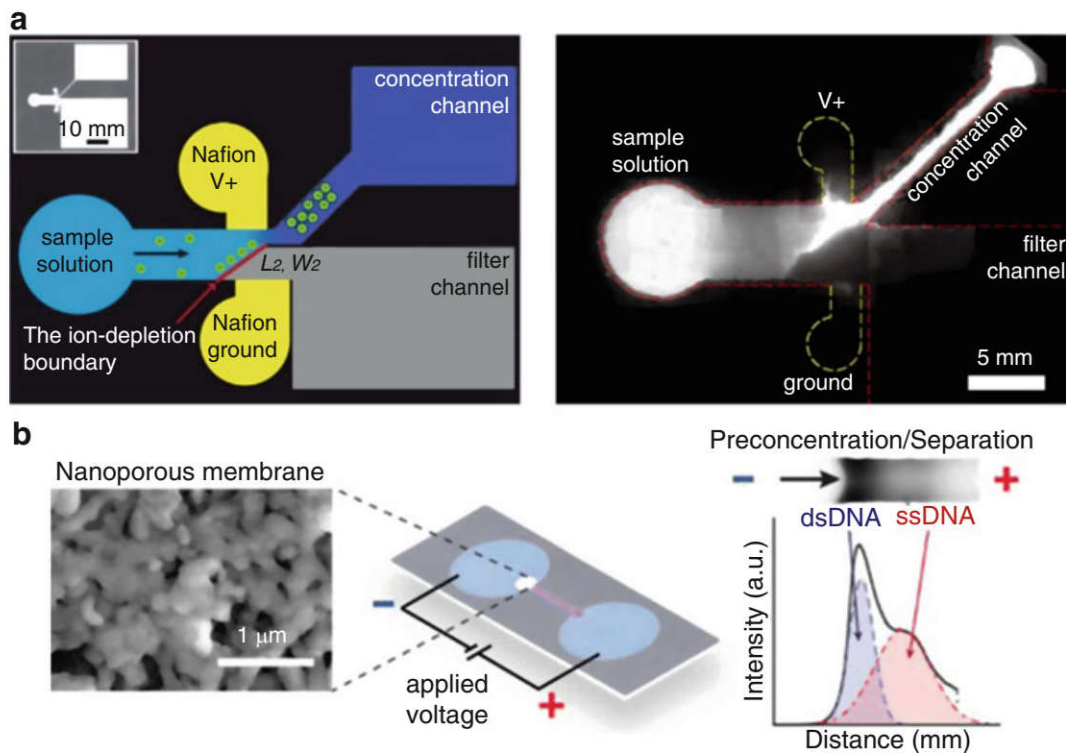 a
10 mm
concentration
channel
Nafion
V+
sample
solution
L2, W2
filter
channel
The ion-depletion
boundary
Nafion
ground
sample
solution
V+
concentration
channel
filter
channel
ground
5 mm
b
Nanoporous membrane
1 μm
−
applied
voltage
+
Preconcentration/Separation
−
+
dsDNA
ssDNA
Intensity (a.u.)
Distance (mm)